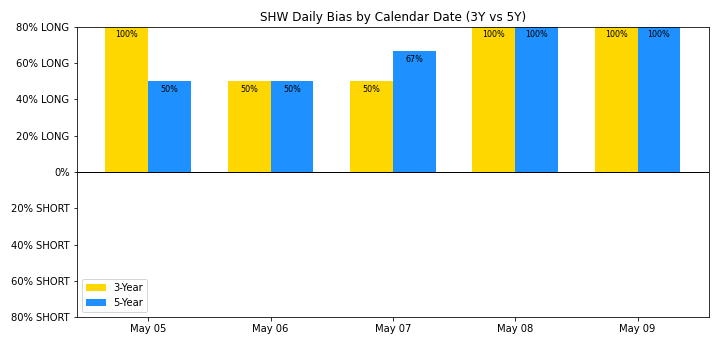 SHW Daily Bias by Calendar Date (3Y vs 5Y)
80% LONG
60% LONG
40% LONG
20% LONG
0%
20% SHORT
40% SHORT
60% SHORT
80% SHORT
100%
50%
50%
50%
50%
67%
100%
100%
100%
100%
3-Year
5-Year
May 05
May 06
May 07
May 08
May 09